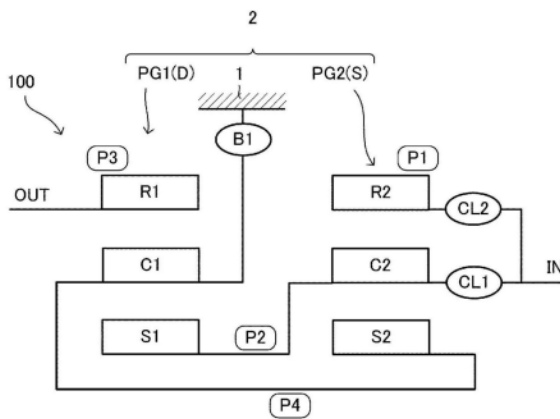 2
PG1(D)
1
PG2(S)
100
B1
P3
P1
OUT
R1
R2
CL2
C1
C2
CL1
IN
S1
P2
S2
P4